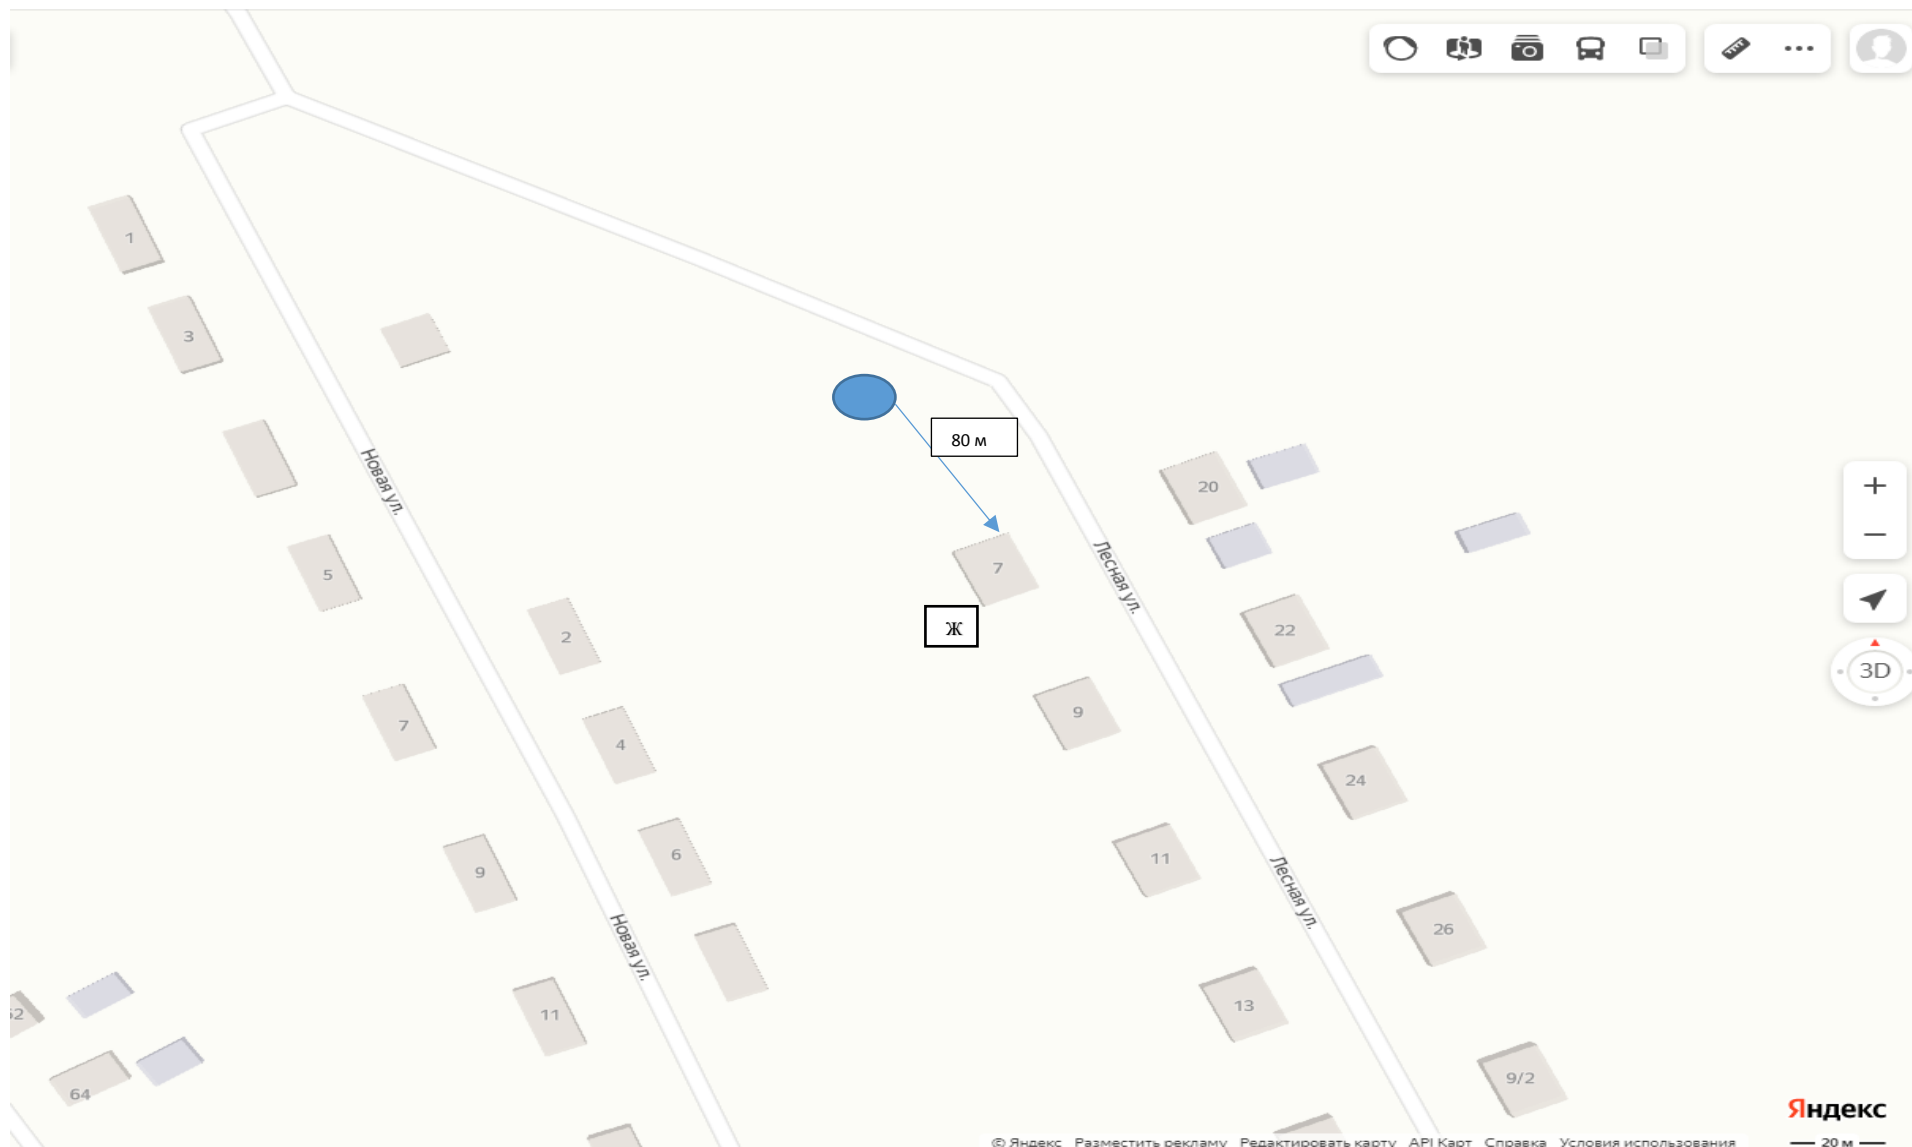 1
3
Новая ул.
80 м
20
5
7
Лесная ул.
2
Ж
22
3D
7
4
9
24
9
6
11
Лесная ул.
26
Новая ул.
11
13
52
64
9/2
Яндекс
© Яндекс Разместить рекламу Редактировать карту API Карт Справка Условия использования
20 м